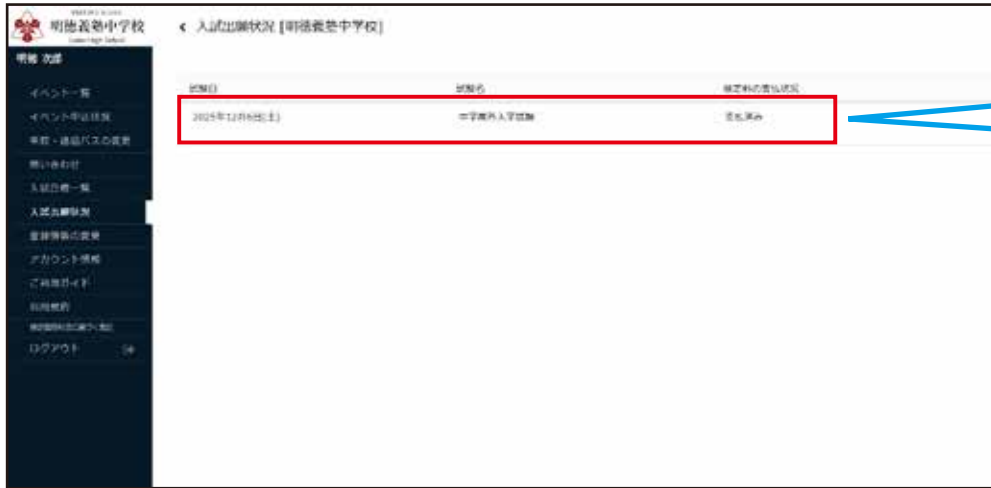 明徳義塾中学校
入試出願状況 [明徳義塾中学校]
明徳 次郎
イベント一覧
試験日
試験名
検定料の支払状況
イベント申込状況
2025年12月6日(土)
中学県外入学試験
支払済み
問い合わせ
入試日程一覧
入試出願状況
登録情報の変更
アカウント情報
ご利用ガイド
利用規約
ログアウト